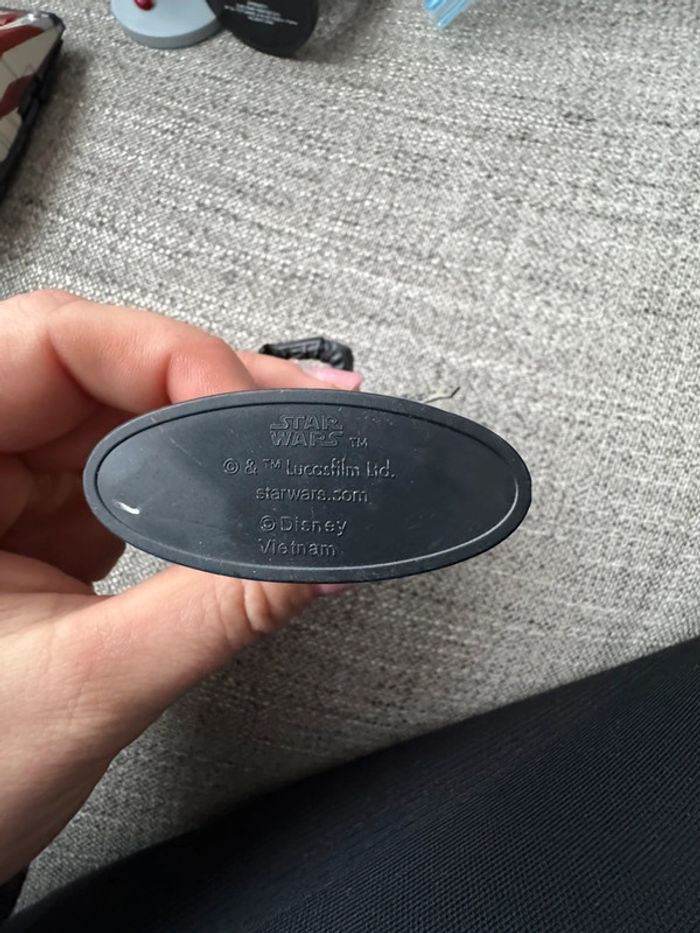 STAR
WARS ™
© & ™ Lucasfilm Ltd.
starwars.com
© Disney
Vietnam